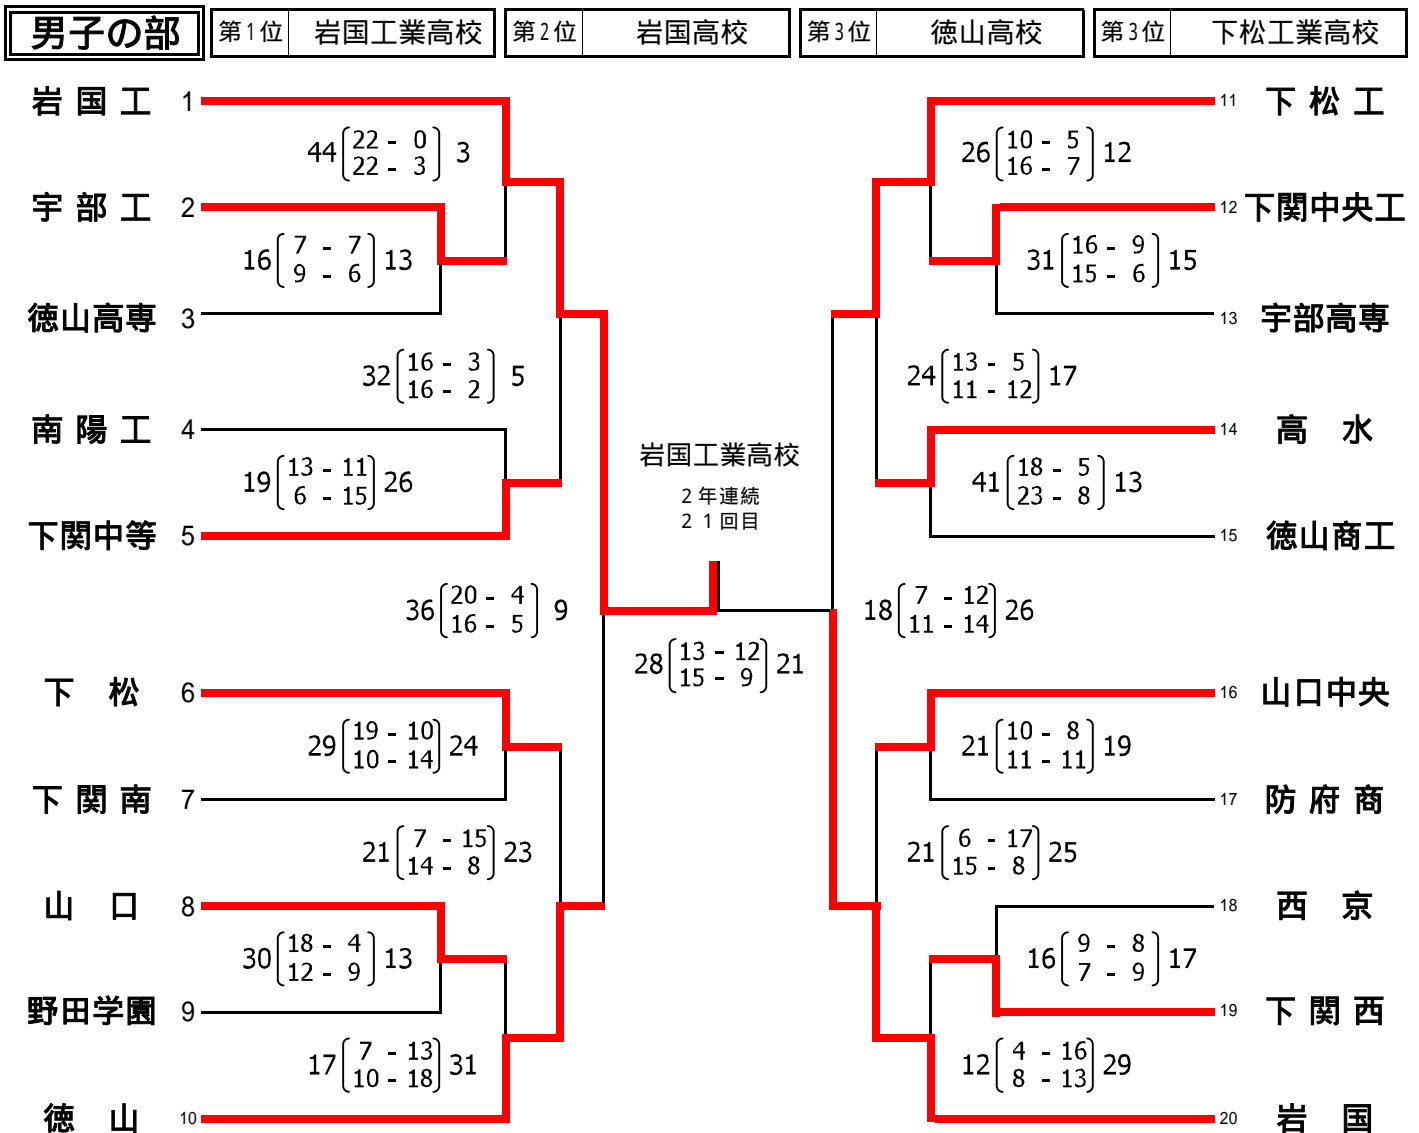 男子の部 第1位 岩国工業高校 第2位 岩国高校 第3位 徳山高校 第3位 下松工業高校
岩国工 1
44 22 - 0 3
22 - 3
宇部工 2
16 7 - 7 13
9 - 6
徳山高専 3
32 16 - 3 5
16 - 2
南陽工 4
19 13 - 11 26
6 - 15
下関中等 5
36 20 - 4 9
16 - 5
下松 6
29 19 - 10 24
10 - 14
下関南 7
21 7 - 15 23
14 - 8
山口 8
30 18 - 4 13
12 - 9
野田学園 9
17 7 - 13 31
10 - 18
徳山 10
岩国工業高校
2年連続
21回目
28 13 - 12 21
15 - 9
11 下松工
26 10 - 5 12
16 - 7
12 下関中央工
31 16 - 9 15
15 - 6
13 宇部高専
24 13 - 5 17
11 - 12
14 高水
41 18 - 5 13
23 - 8
15 徳山商工
18 7 - 12 26
11 - 14
16 山口中央
21 10 - 8 19
11 - 11
17 防府商
21 6 - 17 25
15 - 8
18 西京
16 9 - 8 17
7 - 9
19 下関西
12 4 - 16 29
8 - 13
20 岩国